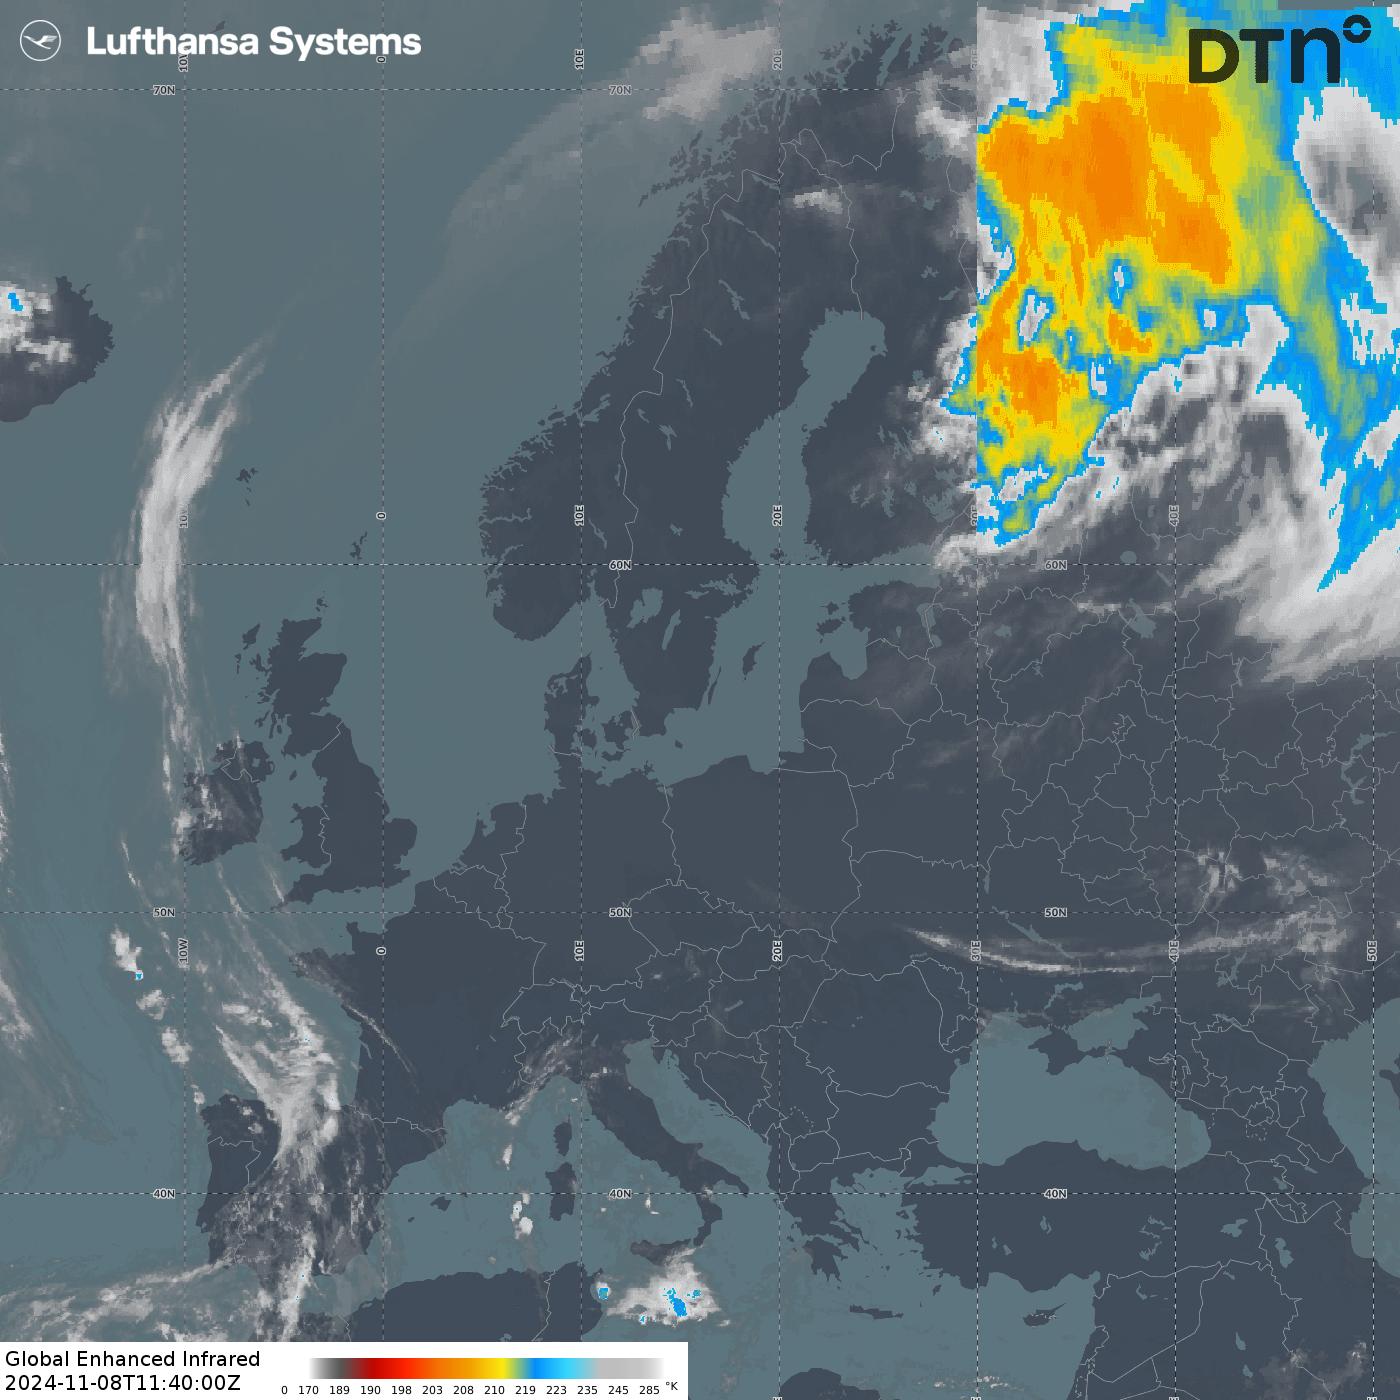 Lufthansa Systems
DTN
10W 0 10E 20E
70N 70N
10 0 10E 20E 30E 40E
60N 60N
50N 50N 50N
10W 0 10E 20E 30E 40E 50E
40N 40N 40N
Global Enhanced Infrared
2024-11-08T11:40:00Z
0 170 189 190 198 203 208 210 219 223 235 245 285 °K